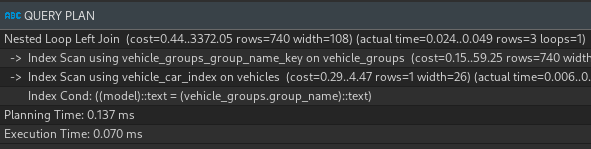 ABC QUERY PLAN
Nested Loop Left Join (cost=0.44..3372.05 rows=740 width=108) (actual time=0.024..0.049 rows=3 loops=1)
-> Index Scan using vehicle_groups_group_name_key on vehicle_groups (cost=0.15..59.25 rows=740 widt
-> Index Scan using vehicle_car_index on vehicles (cost=0.29..4.47 rows=1 width=26) (actual time=0.006..0.
Index Cond: ((model)::text = (vehicle_groups.group_name)::text)
Planning Time: 0.137 ms
Execution Time: 0.070 ms